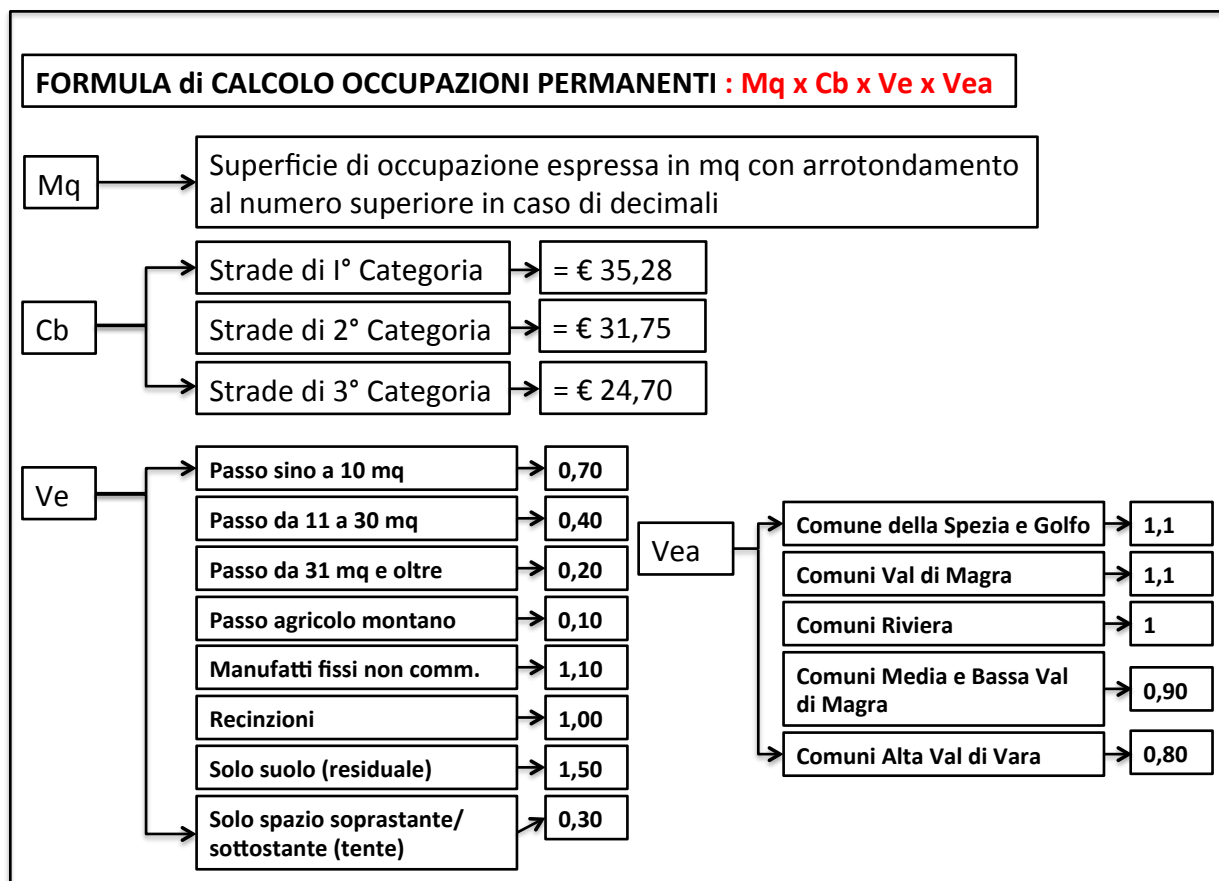 FORMULA di CALCOLO OCCUPAZIONI PERMANENTI : Mq x Cb x Ve x Vea
Mq
Superficie di occupazione espressa in mq con arrotondamento
al numero superiore in caso di decimali
Cb
Strade di I° Categoria
= € 35,28
Strade di 2° Categoria
= € 31,75
Strade di 3° Categoria
= € 24,70
Ve
Passo sino a 10 mq
0,70
Passo da 11 a 30 mq
0,40
Passo da 31 mq e oltre
0,20
Passo agricolo montano
0,10
Manufatti fissi non comm.
1,10
Recinzioni
1,00
Solo suolo (residuale)
1,50
Solo spazio soprastante/
sottostante (tente)
0,30
Vea
Comune della Spezia e Golfo
1,1
Comuni Val di Magra
1,1
Comuni Riviera
1
Comuni Media e Bassa Val
di Magra
0,90
Comuni Alta Val di Vara
0,80